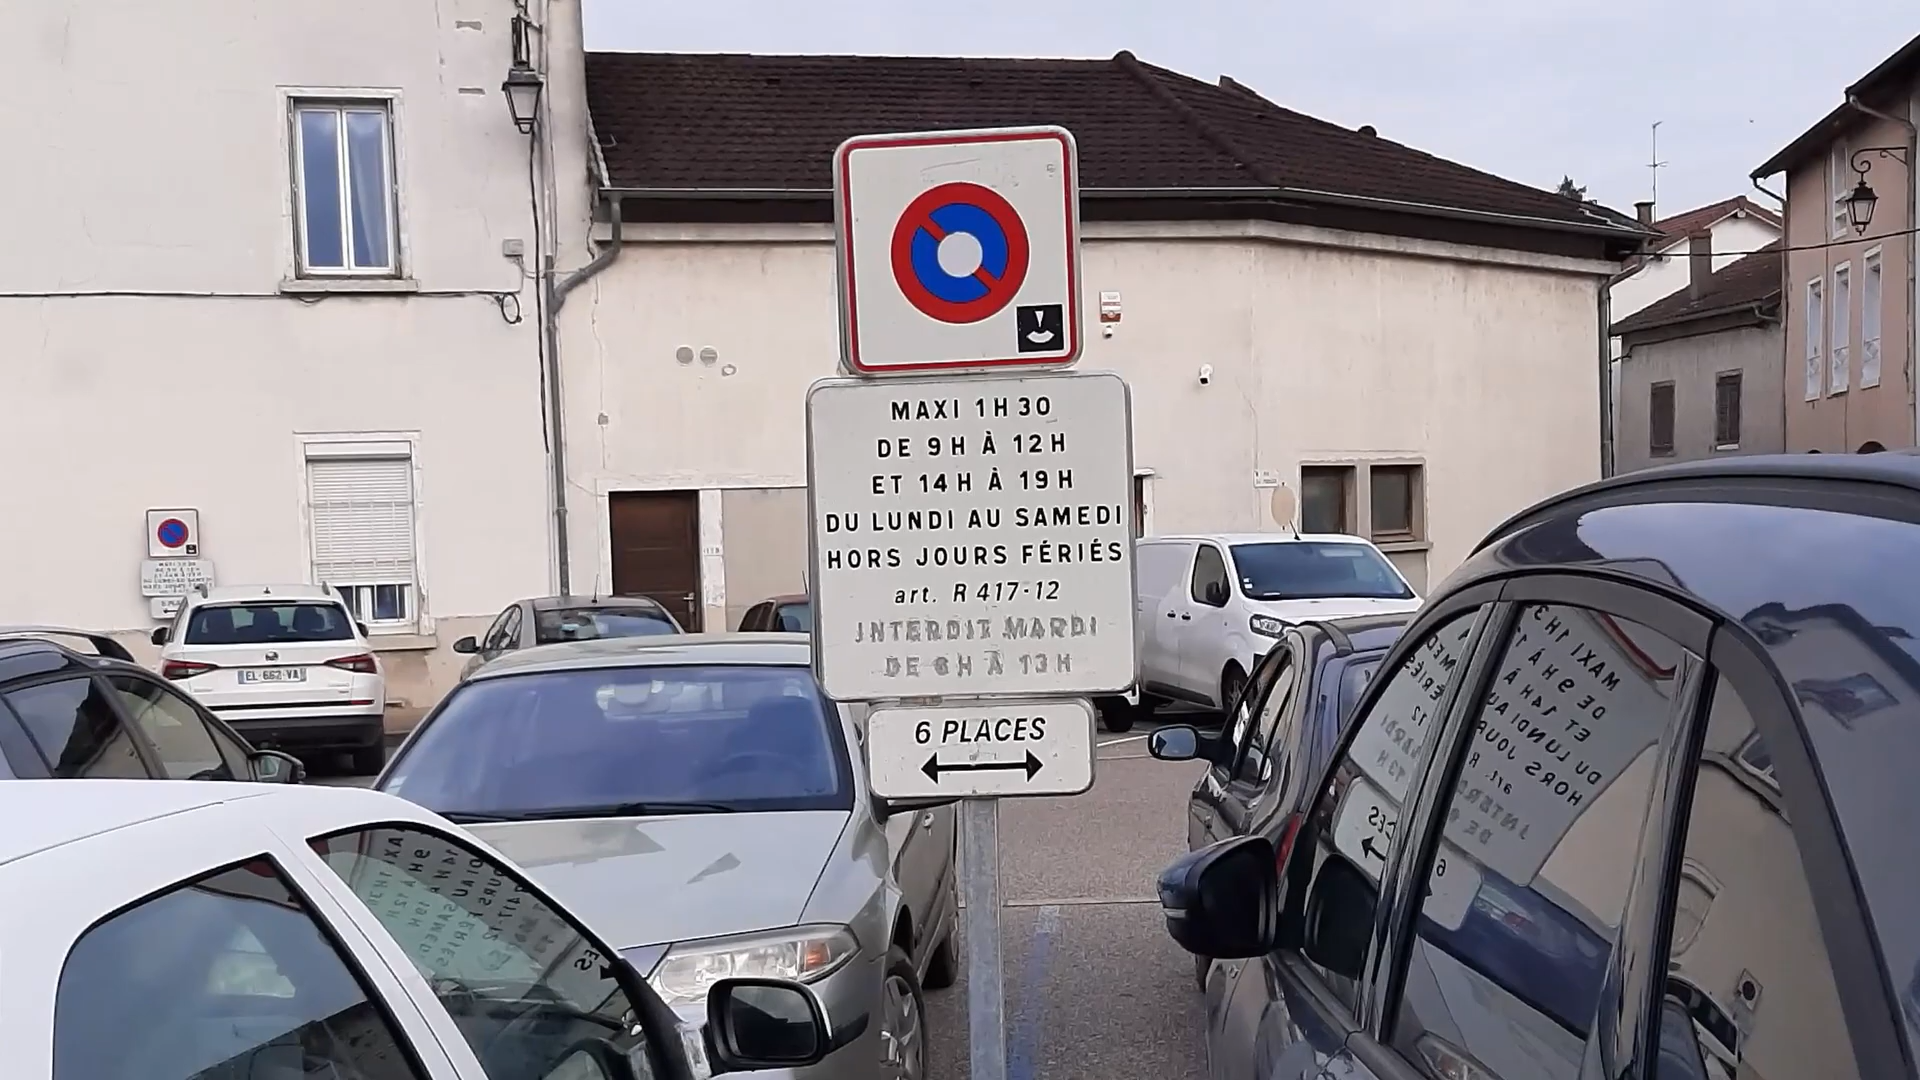 MAXI 1H30
DE 9H À 12H
ET 14H À 19H
DU LUNDI AU SAMEDI
HORS JOURS FÉRIÉS
art. R 417-12
INTERDIT MARDI
DE 6H À 13H
6 PLACES
EL-662-VA